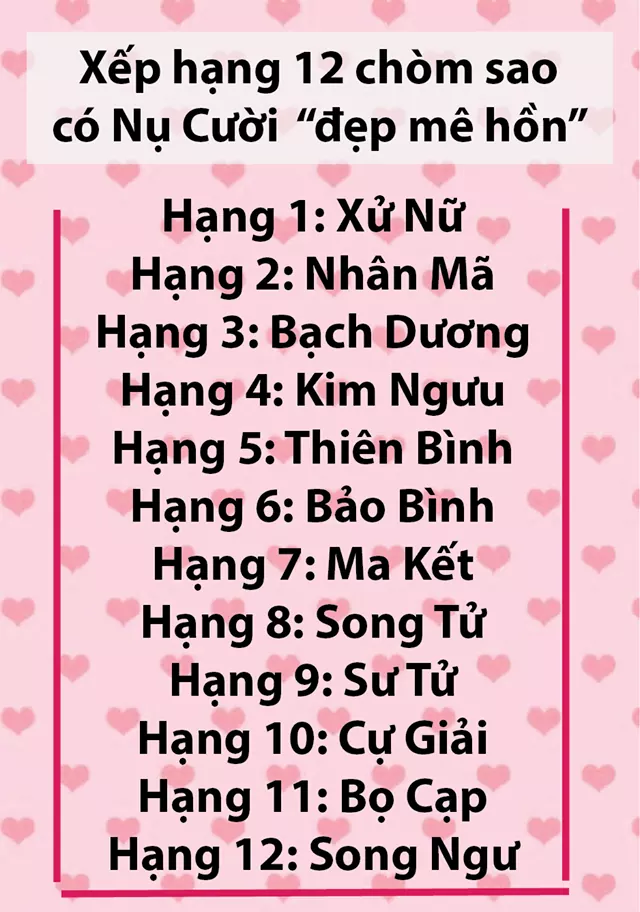 Xếp hạng 12 chòm sao
có Nụ Cười “đẹp mê hồn”
Hạng 1: Xử Nữ
Hạng 2: Nhân Mã
Hạng 3: Bạch Dương
Hạng 4: Kim Ngưu
Hạng 5: Thiên Bình
Hạng 6: Bảo Bình
Hạng 7: Ma Kết
Hạng 8: Song Tử
Hạng 9: Sư Tử
Hạng 10: Cự Giải
Hạng 11: Bọ Cạp
Hạng 12: Song Ngư